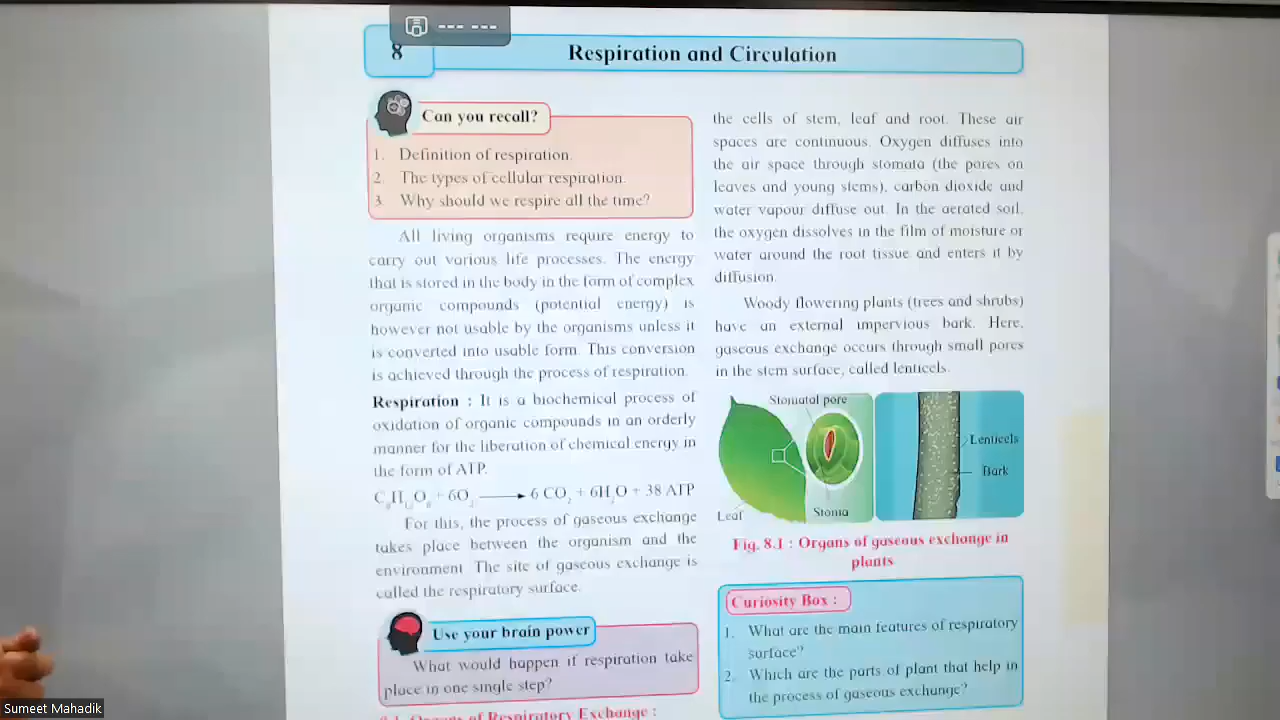 8
Respiration and Circulation
Can you recall?
1. Definition of respiration.
2. The types of cellular respiration.
3. Why should we respire all the time?
All living organisms require energy to
carry out various life processes. The energy
that is stored in the body in the form of complex
organic compounds (potential energy) is
however not usable by the organisms unless it
is converted into usable form. This conversion
is achieved through the process of respiration.
Respiration : It is a biochemical process of
oxidation of organic compounds in an orderly
manner for the liberation of chemical energy in
the form of ATP.
C₆H₁₂O₆ + 6O₂ ⟶ 6 CO₂ + 6H₂O + 38 ATP
For this, the process of gaseous exchange
takes place between the organism and the
environment. The site of gaseous exchange is
called the respiratory surface.
Use your brain power
What would happen if respiration take
place in one single step?
8.1 Organs of Respiratory Exchange :
the cells of stem, leaf and root. These air
spaces are continuous. Oxygen diffuses into
the air space through stomata (the pores on
leaves and young stems), carbon dioxide and
water vapour diffuse out. In the aerated soil,
the oxygen dissolves in the film of moisture or
water around the root tissue and enters it by
diffusion.
Woody flowering plants (trees and shrubs)
have an external impervious bark. Here,
gaseous exchange occurs through small pores
in the stem surface, called lenticels.
Stomatal pore
Lenticels
Bark
Leaf
Stoma
Fig. 8.1 : Organs of gaseous exchange in
plants
Curiosity Box :
1. What are the main features of respiratory
surface?
2. Which are the parts of plant that help in
the process of gaseous exchange?
Sumeet Mahadik